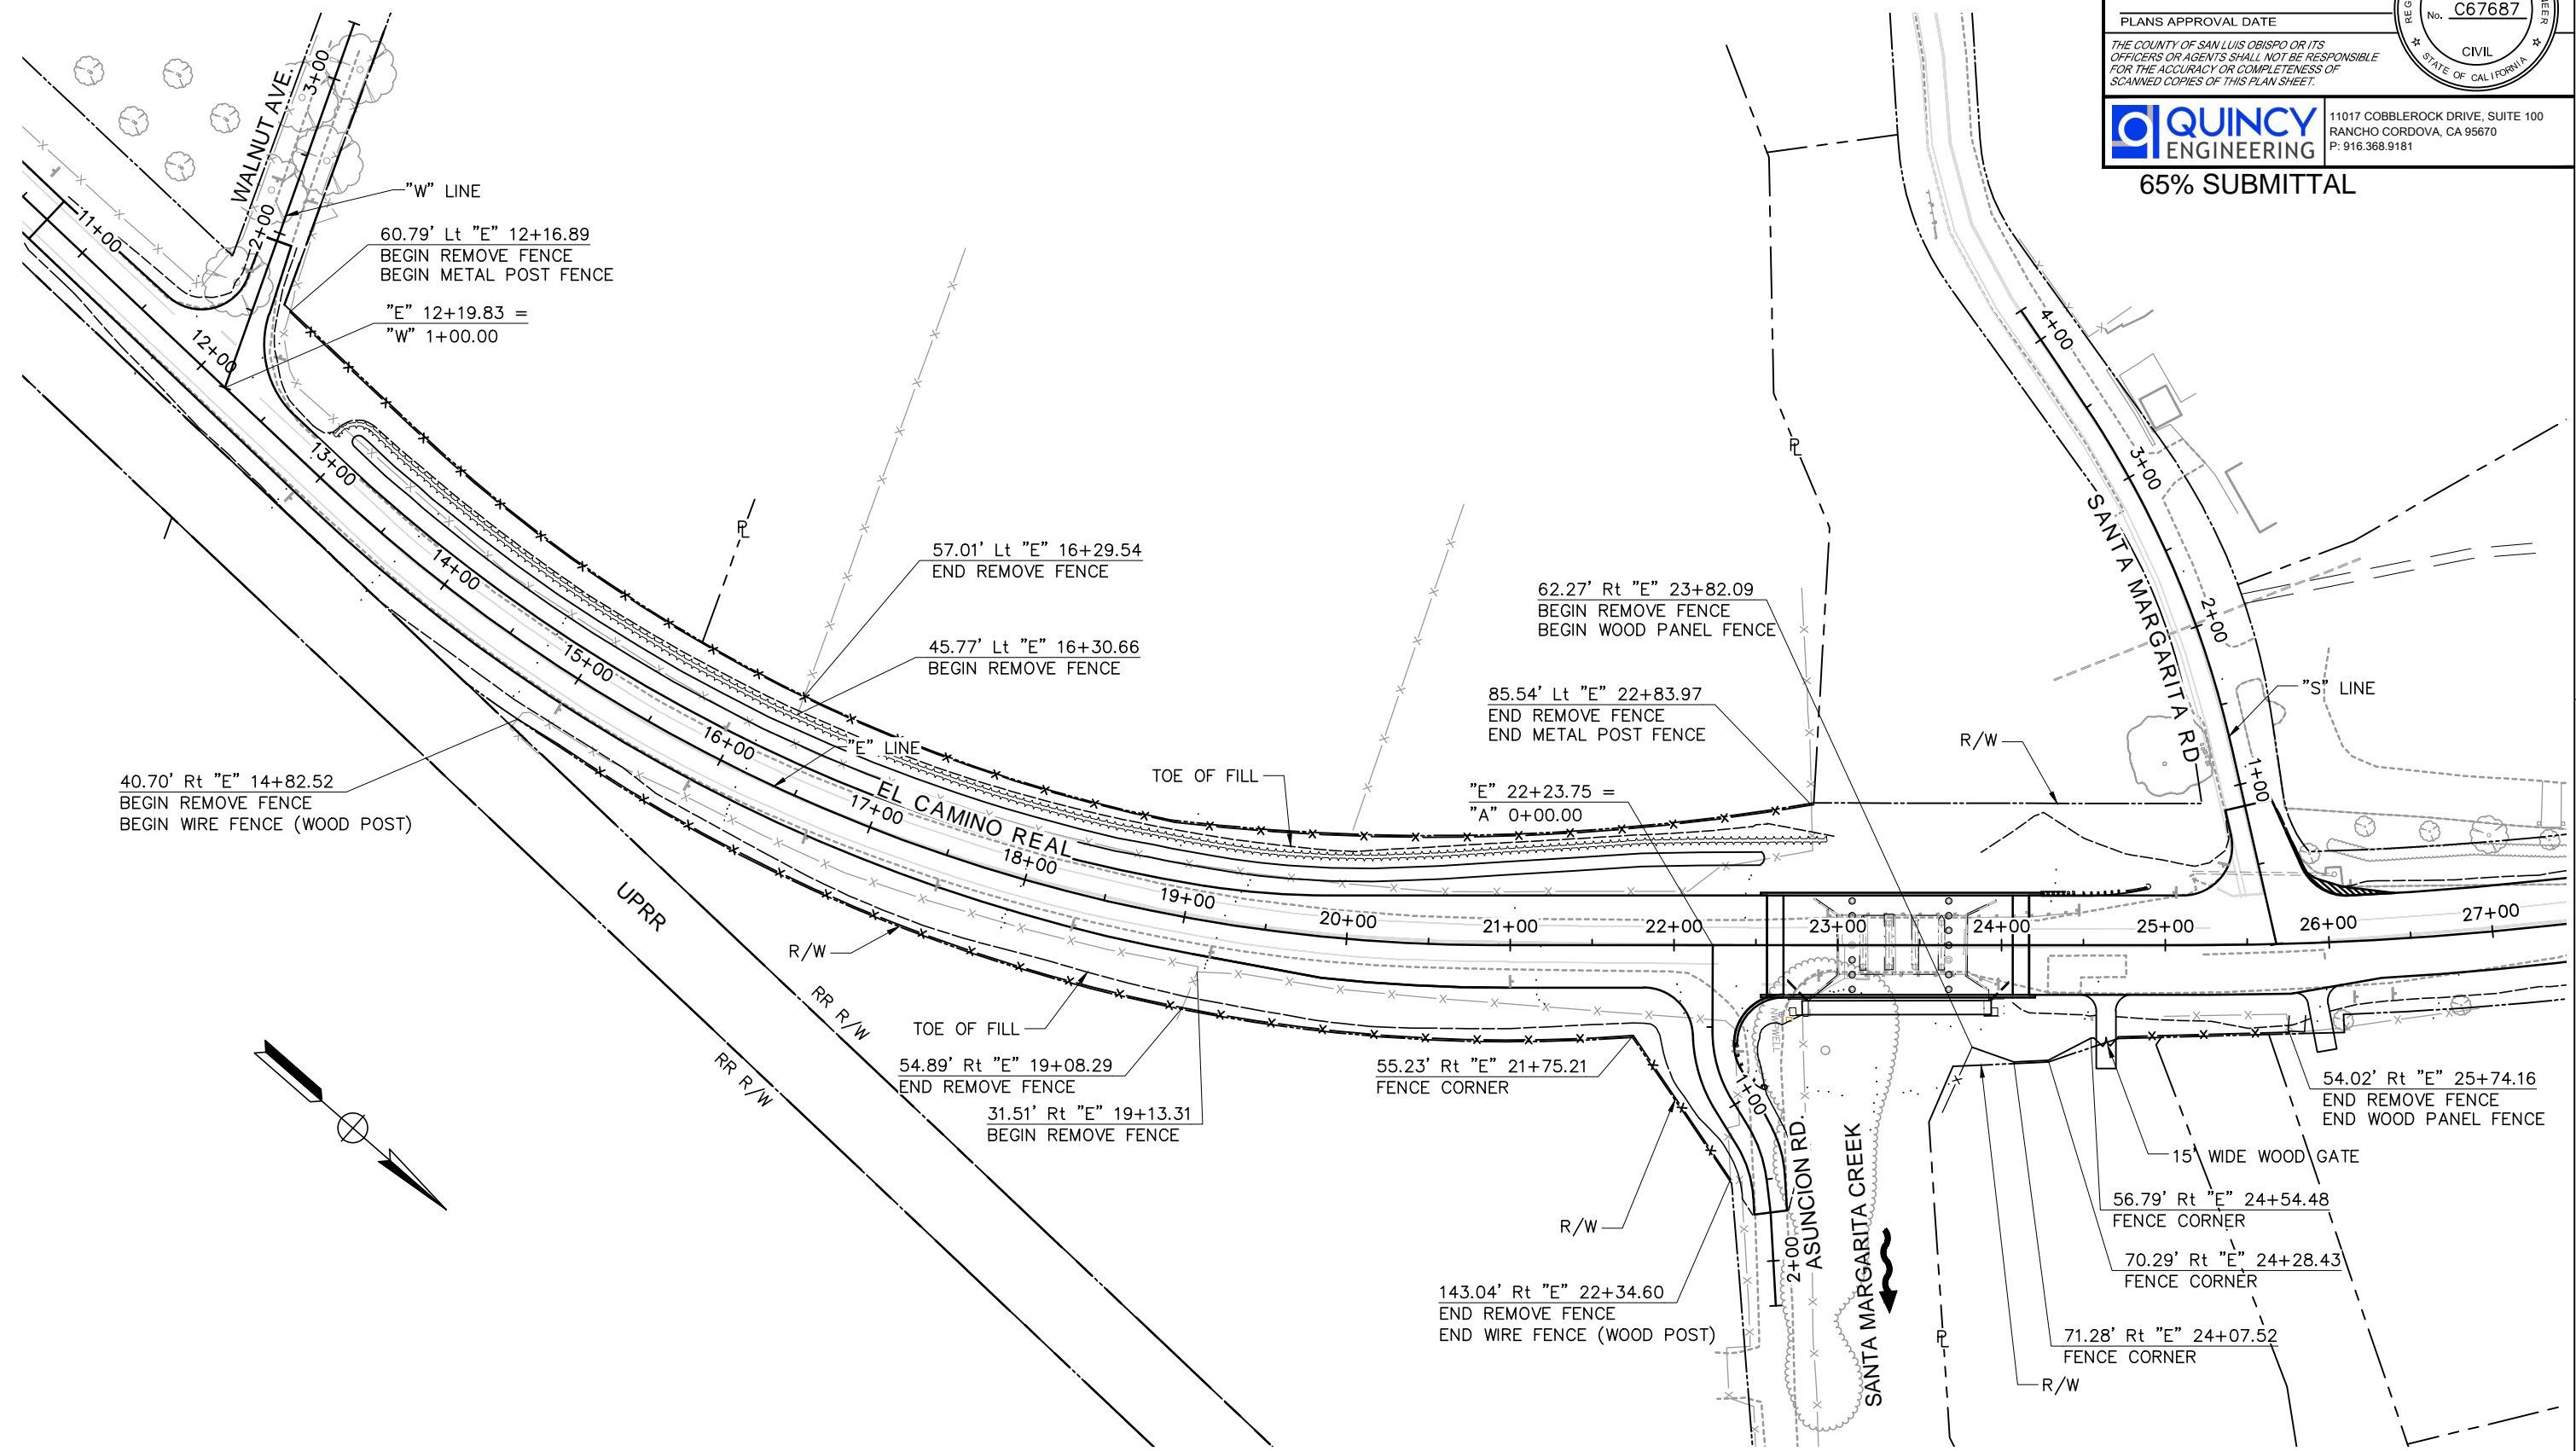 REG
EER
No. C67687
CIVIL
STATE OF CALIFORNIA
PLANS APPROVAL DATE
THE COUNTY OF SAN LUIS OBISPO OR ITS
OFFICERS OR AGENTS SHALL NOT BE RESPONSIBLE
FOR THE ACCURACY OR COMPLETENESS OF
SCANNED COPIES OF THIS PLAN SHEET.
QUINCY
ENGINEERING
11017 COBBLEROCK DRIVE, SUITE 100
RANCHO CORDOVA, CA 95670
P: 916.368.9181
65% SUBMITTAL
WALNUT AVE.
3+00
2+00
"W" LINE
60.79' Lt "E" 12+16.89
BEGIN REMOVE FENCE
BEGIN METAL POST FENCE
"E" 12+19.83 =
"W" 1+00.00
11+00
12+00
13+00
14+00
15+00
16+00
17+00
18+00
19+00
20+00
21+00
22+00
23+00
24+00
25+00
26+00
27+00
4+00
3+00
2+00
1+00
SANTA MARGARITA RD
"S" LINE
R/W
PL
PL
57.01' Lt "E" 16+29.54
END REMOVE FENCE
45.77' Lt "E" 16+30.66
BEGIN REMOVE FENCE
62.27' Rt "E" 23+82.09
BEGIN REMOVE FENCE
BEGIN WOOD PANEL FENCE
85.54' Lt "E" 22+83.97
END REMOVE FENCE
END METAL POST FENCE
"E" LINE
EL CAMINO REAL
TOE OF FILL
"E" 22+23.75 =
"A" 0+00.00
40.70' Rt "E" 14+82.52
BEGIN REMOVE FENCE
BEGIN WIRE FENCE (WOOD POST)
UPRR
R/W
RR R/W
RR R/W
TOE OF FILL
54.89' Rt "E" 19+08.29
END REMOVE FENCE
31.51' Rt "E" 19+13.31
BEGIN REMOVE FENCE
55.23' Rt "E" 21+75.21
FENCE CORNER
WELL
1+00
2+00
ASUNCION RD.
SANTA MARGARITA CREEK
R/W
143.04' Rt "E" 22+34.60
END REMOVE FENCE
END WIRE FENCE (WOOD POST)
54.02' Rt "E" 25+74.16
END REMOVE FENCE
END WOOD PANEL FENCE
15' WIDE WOOD GATE
56.79' Rt "E" 24+54.48
FENCE CORNER
70.29' Rt "E" 24+28.43
FENCE CORNER
71.28' Rt "E" 24+07.52
FENCE CORNER
PL
R/W